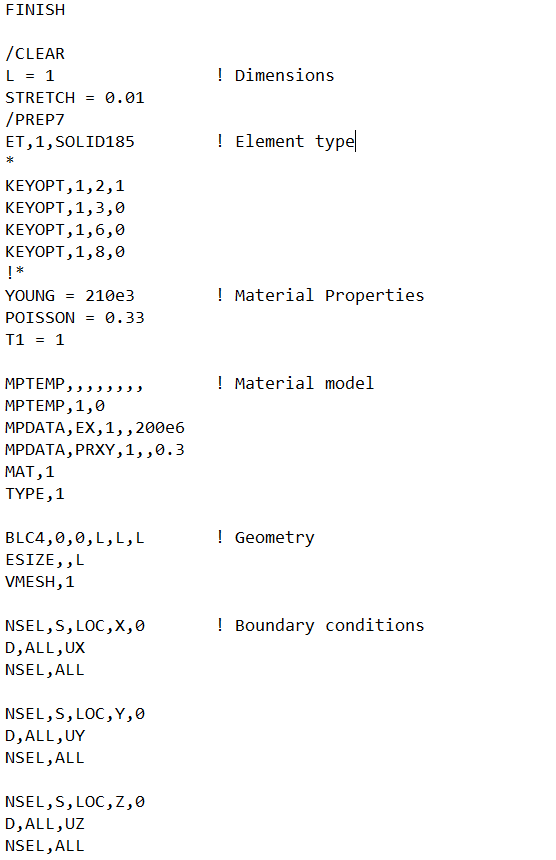 FINISH
/CLEAR
L = 1 ! Dimensions
STRETCH = 0.01
/PREP7
ET,1,SOLID185 ! Element type
*
KEYOPT,1,2,1
KEYOPT,1,3,0
KEYOPT,1,6,0
KEYOPT,1,8,0
!*
YOUNG = 210e3 ! Material Properties
POISSON = 0.33
T1 = 1
MPTEMP,,,,,,,, ! Material model
MPTEMP,1,0
MPDATA,EX,1,,200e6
MPDATA,PRXY,1,,0.3
MAT,1
TYPE,1
BLC4,0,0,L,L,L ! Geometry
ESIZE,,L
VMESH,1
NSEL,S,LOC,X,0 ! Boundary conditions
D,ALL,UX
NSEL,ALL
NSEL,S,LOC,Y,0
D,ALL,UY
NSEL,ALL
NSEL,S,LOC,Z,0
D,ALL,UZ
NSEL,ALL